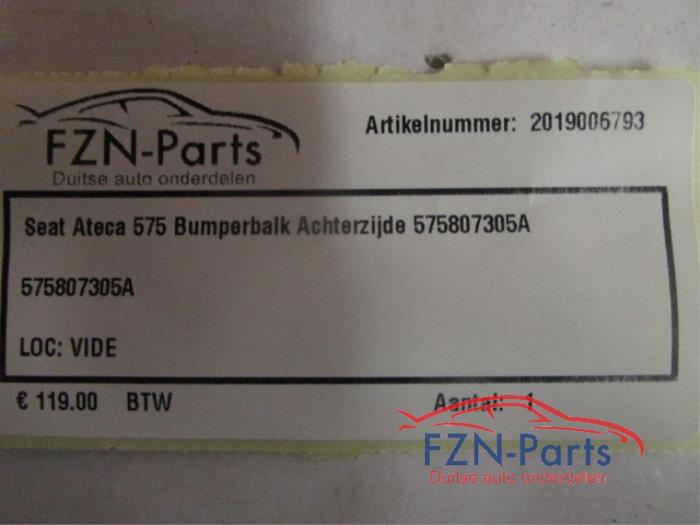 FZN-Parts
Duitse auto onderdelen
Artikelnummer: 2019006793
Seat Ateca 575 Bumperbalk Achterzijde 575807305A
575807305A
LOC: VIDE
€ 119.00 BTW
Aantal: 1
FZN-Parts
Duitse auto onderdelen